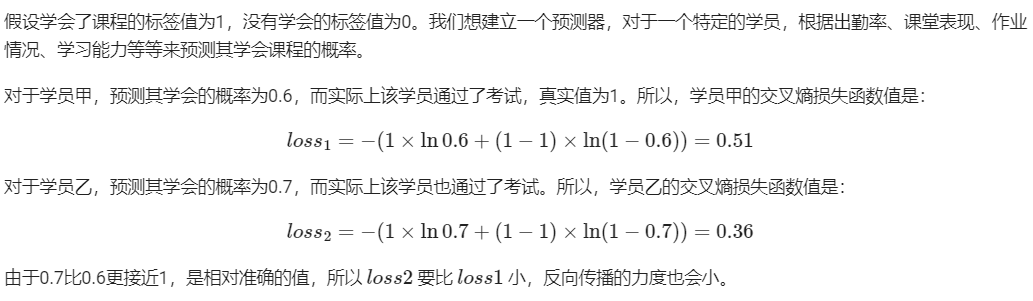 假设学会了课程的标签值为1，没有学会的标签值为0。我们想建立一个预测器，对于一个特定的学员，根据出勤率、课堂表现、作业
情况、学习能力等等来预测其学会课程的概率。
对于学员甲，预测其学会的概率为0.6，而实际上该学员通过了考试，真实值为1。所以，学员甲的交叉熵损失函数值是：
loss₁ = −(1 × ln 0.6 + (1 − 1) × ln(1 − 0.6)) = 0.51
对于学员乙，预测其学会的概率为0.7，而实际上该学员也通过了考试。所以，学员乙的交叉熵损失函数值是：
loss₂ = −(1 × ln 0.7 + (1 − 1) × ln(1 − 0.7)) = 0.36
由于0.7比0.6更接近1，是相对准确的值，所以 loss2 要比 loss1 小，反向传播的力度也会小。